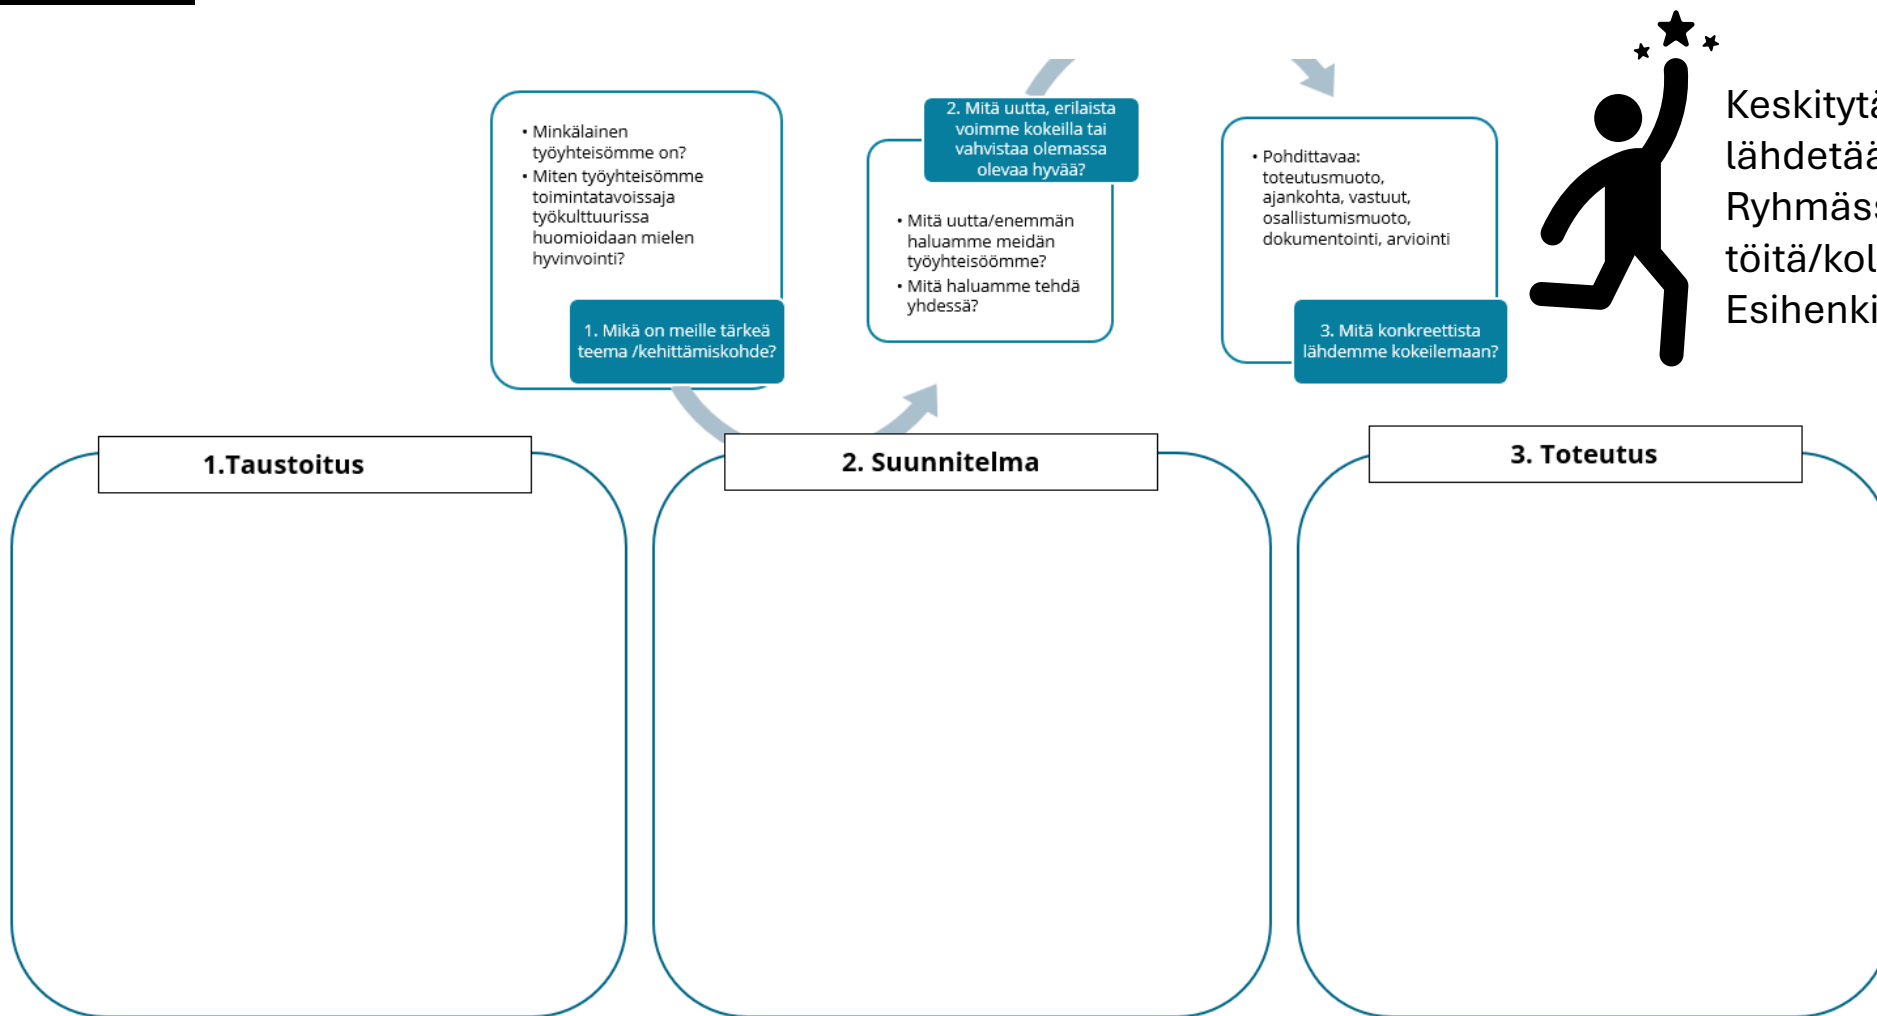 • Minkälainen
työyhteisömme on?
• Miten työyhteisömme
toimintatavoissaja
työkulttuurissa
huomioidaan mielen
hyvinvointi?
1. Mikä on meille tärkeä
teema /kehittämiskohde?
2. Mitä uutta, erilaista
voimme kokeilla tai
vahvistaa olemassa
olevaa hyvää?
• Mitä uutta/enemmän
haluamme meidän
työyhteisöömme?
• Mitä haluamme tehdä
yhdessä?
• Pohdittavaa:
toteutusmuoto,
ajankohta, vastuut,
osallistumismuoto,
dokumentointi, arviointi
3. Mitä konkreettista
lähdemme kokeilemaan?
1.Taustoitus
2. Suunnitelma
3. Toteutus